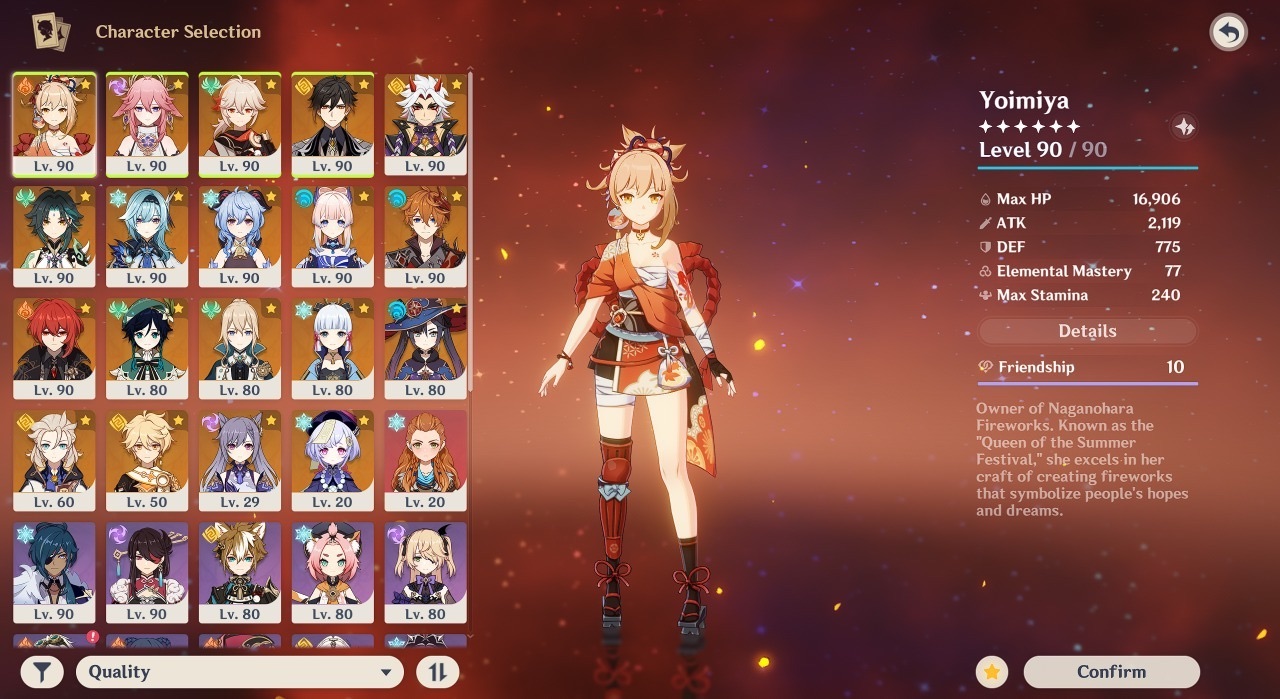 Character Selection
Lv. 90
Lv. 90
Lv. 90
Lv. 90
Lv. 90
Lv. 90
Lv. 90
Lv. 90
Lv. 90
Lv. 90
Lv. 90
Lv. 80
Lv. 80
Lv. 80
Lv. 80
Lv. 60
Lv. 50
Lv. 29
Lv. 20
Lv. 20
Lv. 90
Lv. 90
Lv. 80
Lv. 80
Lv. 80
!
Quality
Yoimiya
Level 90 / 90
Max HP 16,906
ATK 2,119
DEF 775
Elemental Mastery 77
Max Stamina 240
Details
Friendship 10
Owner of Naganohara
Fireworks. Known as the
"Queen of the Summer
Festival," she excels in her
craft of creating fireworks
that symbolize people's hopes
and dreams.
Confirm